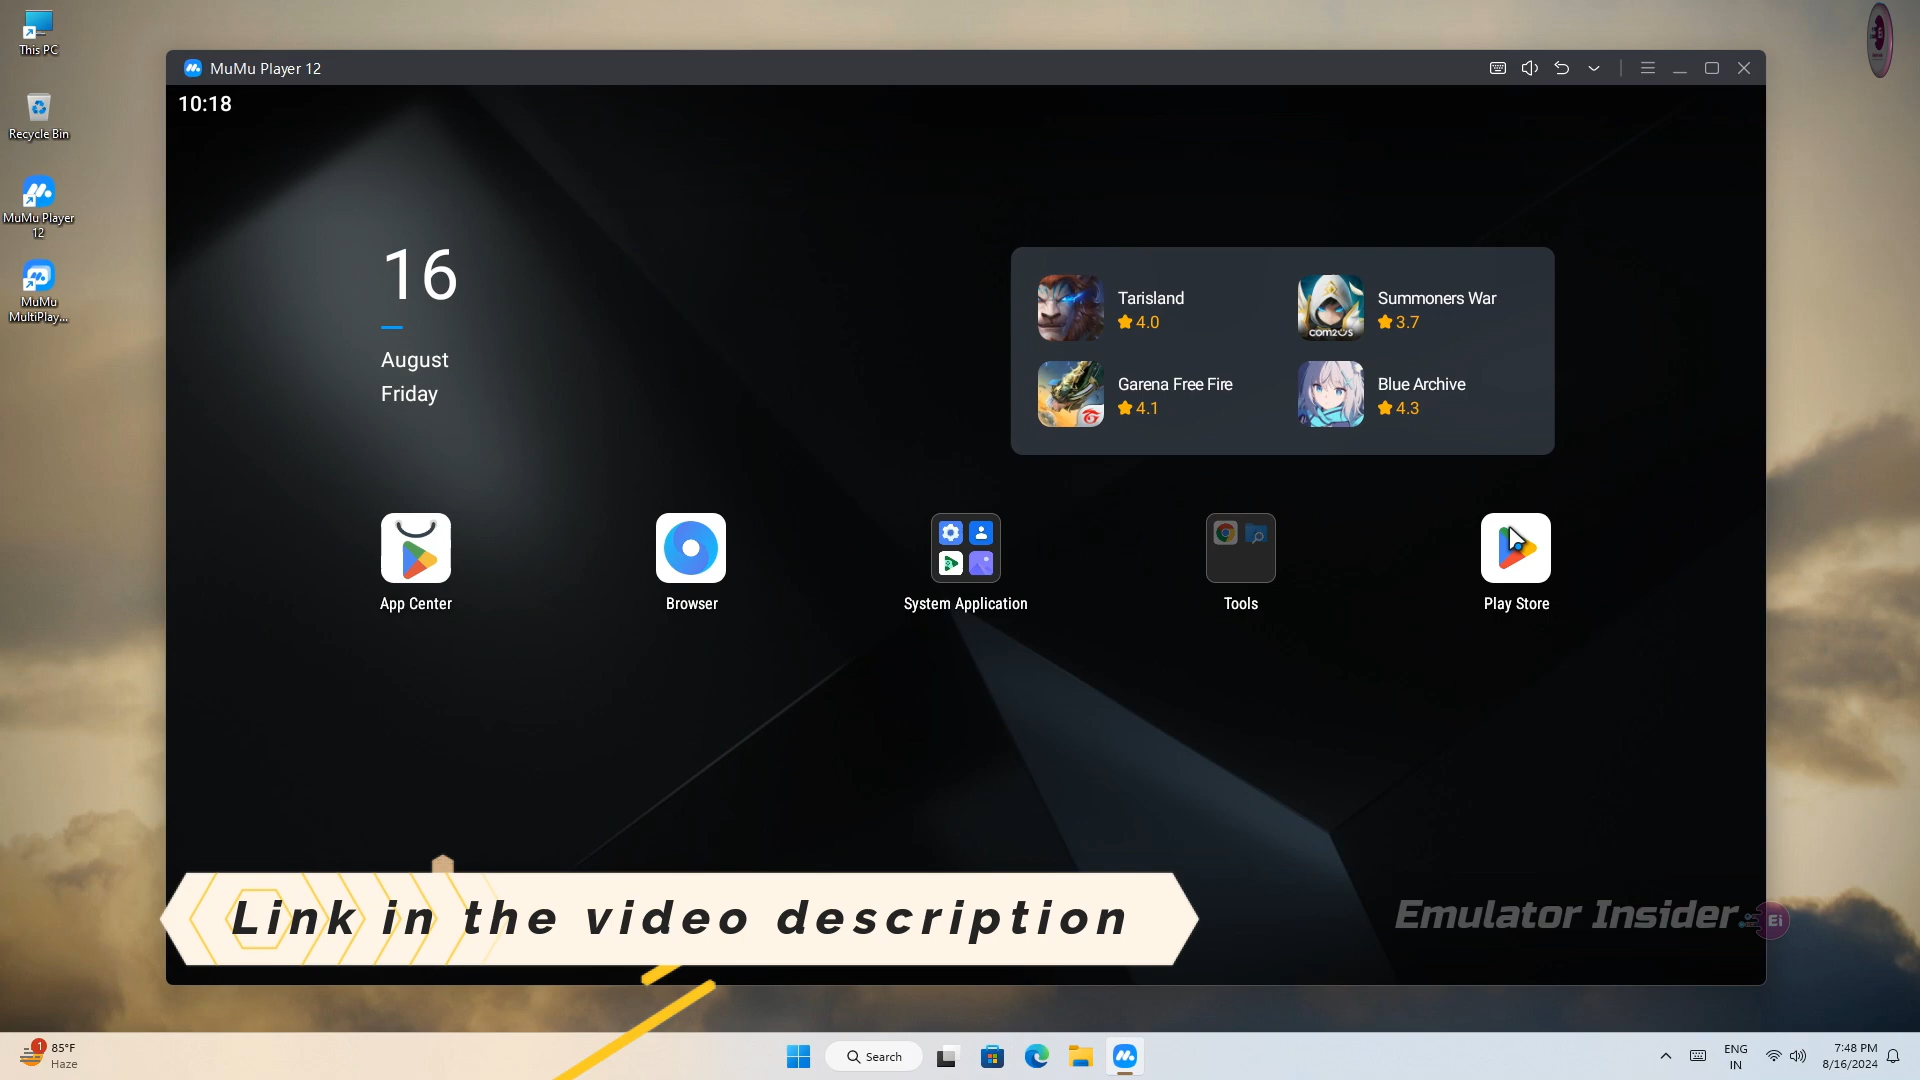 This PC
Recycle Bin
MuMu Player
12
MuMu
MultiPlay...
MuMu Player 12
10:18
16
August
Friday
Tarisland
4.0
Summoners War
com2us
3.7
Garena Free Fire
4.1
Blue Archive
4.3
App Center
Browser
System Application
Tools
Play Store
Link in the video description
Emulator Insider
Ei
1
85°F
Haze
Search
ENG
IN
7:48 PM
8/16/2024